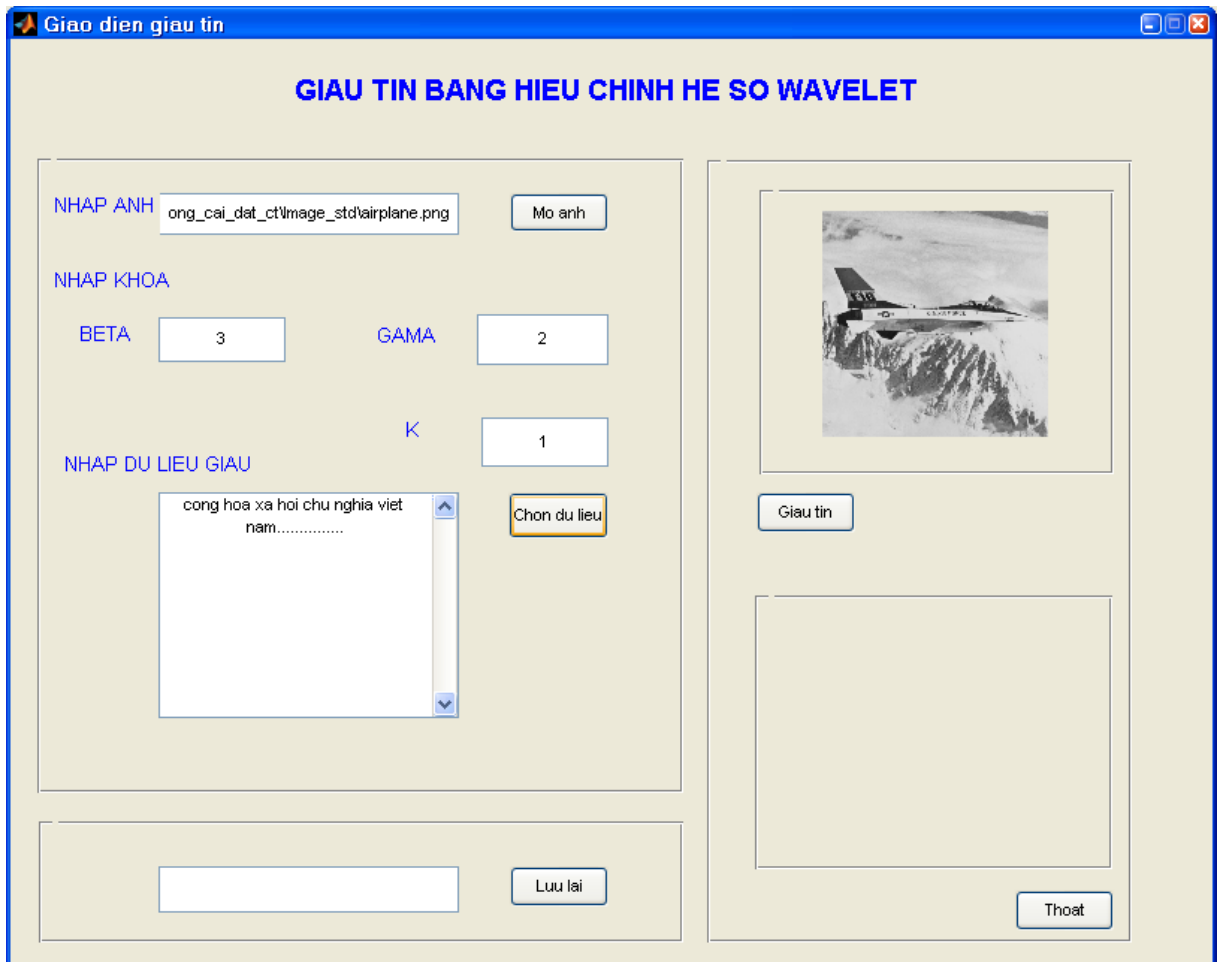 Giao dien giau tin
GIAU TIN BANG HIEU CHINH HE SO WAVELET
NHAP ANH
ong_cai_dat_ct\Image_std\airplane.png
Mo anh
NHAP KHOA
BETA
3
GAMA
2
K
1
NHAP DU LIEU GIAU
cong hoa xa hoi chu nghia viet
nam...............
Chon du lieu
Giau tin
Luu lai
Thoat